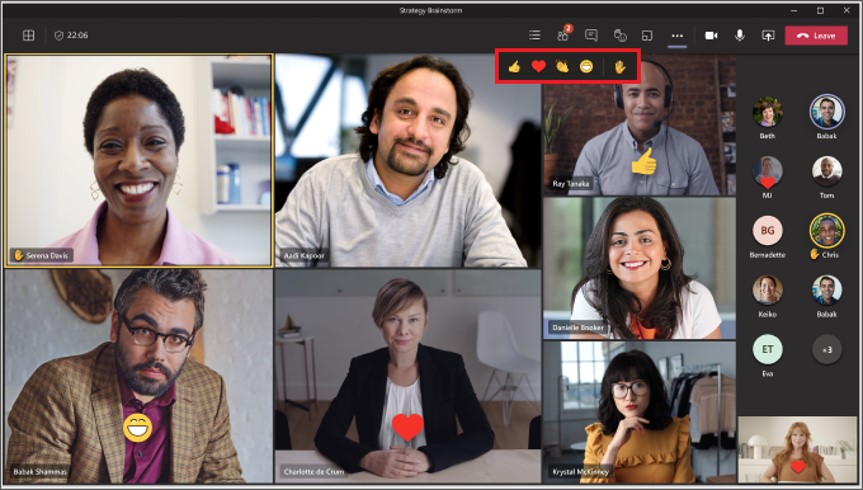 Strategy Brainstorm
22:06
2
Leave
Serena Davis
Aadi Kapoor
Ray Tanaka
Danielle Booker
Babak Shammas
Charlotte de Crum
Krystal McKinney
Beth
Babak
MJ
Tom
BG
Bernadette
Chris
Keiko
Babak
ET
+3
Eva